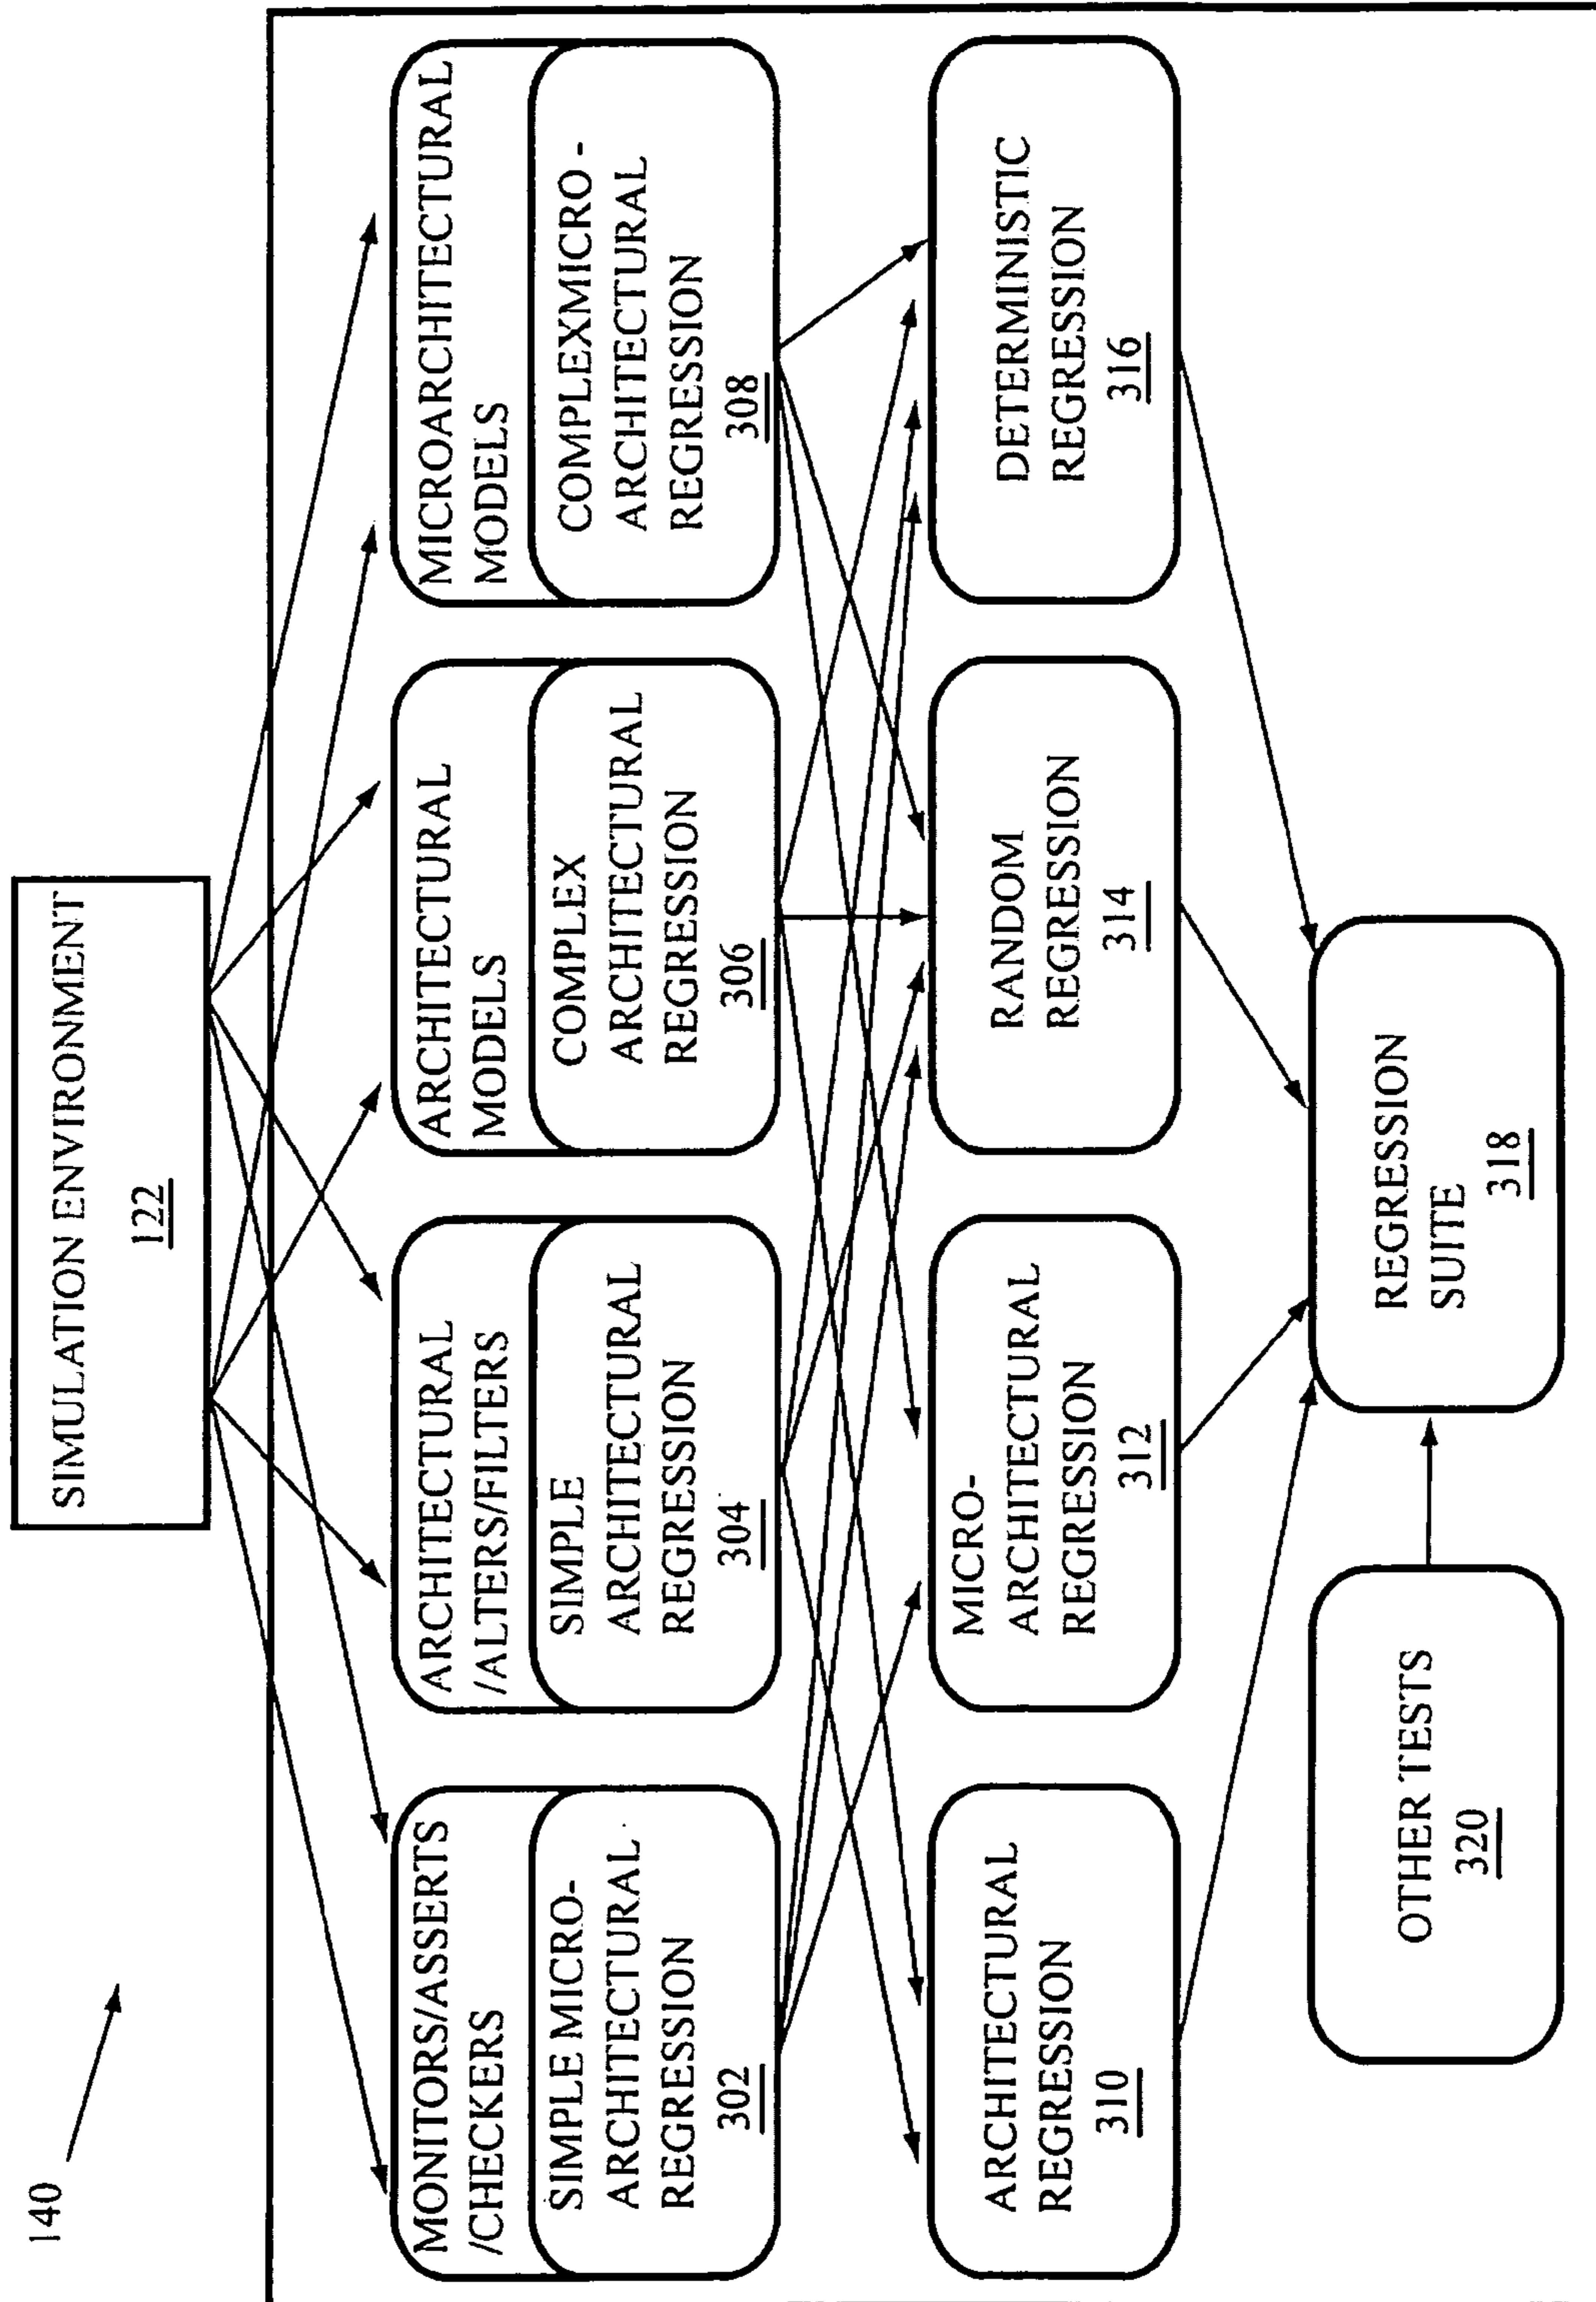 140
SIMULATION ENVIRONMENT
122
MONITORS/ASSERTS
/CHECKERS
SIMPLE MICRO-
ARCHITECTURAL
REGRESSION
302
ARCHITECTURAL
/ALTERS/FILTERS
SIMPLE
ARCHITECTURAL
REGRESSION
304
ARCHITECTURAL
MODELS
COMPLEX
ARCHITECTURAL
REGRESSION
306
MICROARCHITECTURAL
MODELS
COMPLEXMICRO -
ARCHITECTURAL
REGRESSION
308
ARCHITECTURAL
REGRESSION
310
MICRO-
ARCHITECTURAL
REGRESSION
312
RANDOM
REGRESSION
314
DETERMINISTIC
REGRESSION
316
OTHER TESTS
320
REGRESSION
SUITE
318